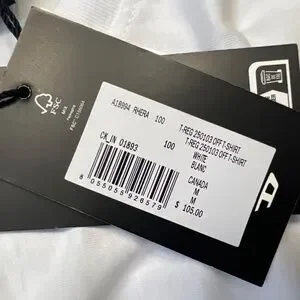 A18994 RHERA 100
T-REG 250103 OFF T-SHIRT
T-REG 250103 OFF T-SHIRT
CK_IN 01893 100
WHITE
BLANC
CANADA
M
M
$ 105.00
8 055055 926579
FSC
MIX